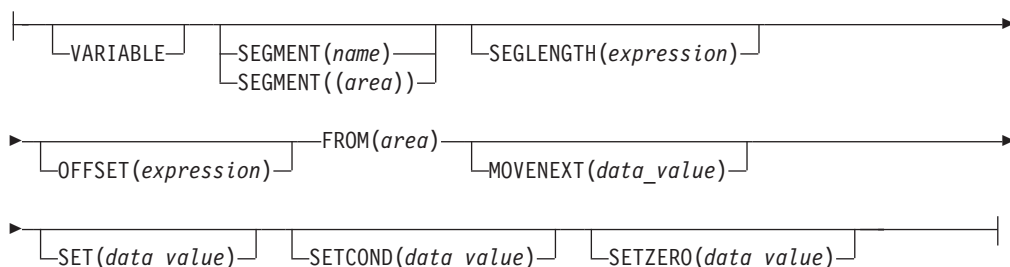 VARIABLE SEGMENT(name) SEGLENGTH(expression)
SEGMENT((area))
FROM(area)
OFFSET(expression) MOVENEXT(data_value)
SET(data value) SETCOND(data value) SETZERO(data value)